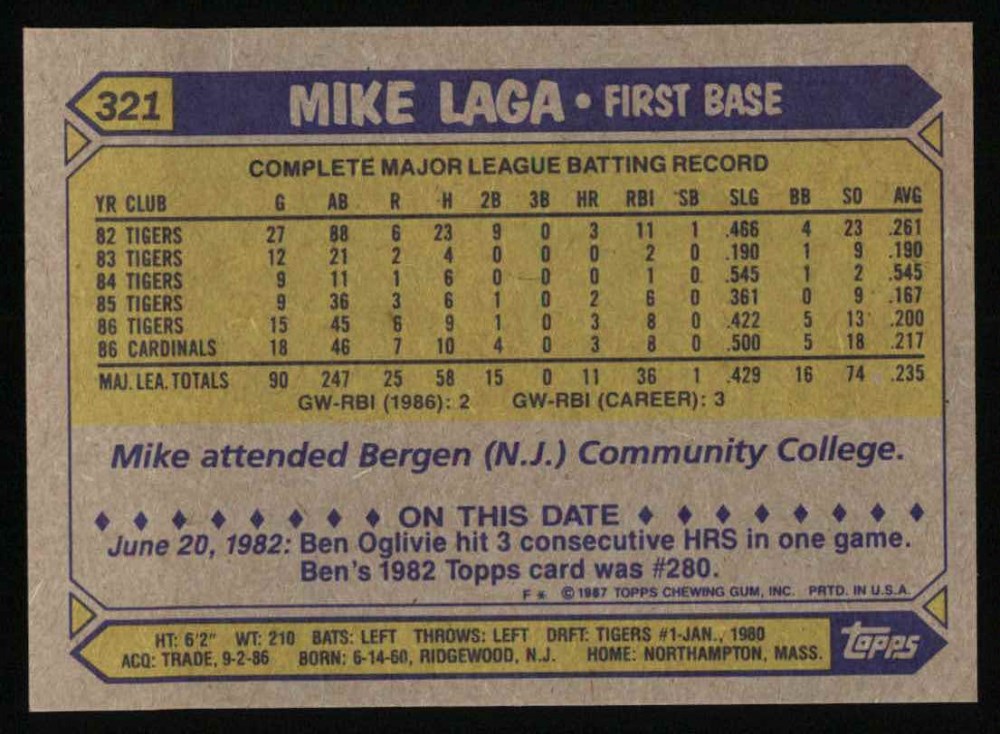 321 MIKE LAGA • FIRST BASE
COMPLETE MAJOR LEAGUE BATTING RECORD
YR CLUB G AB R H 2B 3B HR RBI SB SLG BB SO AVG
82 TIGERS 27 88 6 23 9 0 3 11 1 .466 4 23 .261
83 TIGERS 12 21 2 4 0 0 0 2 0 .190 1 9 .190
84 TIGERS 9 11 1 6 0 0 0 1 0 .545 1 2 .545
85 TIGERS 9 36 3 6 1 0 2 6 0 .361 0 9 .167
86 TIGERS 15 45 6 9 1 0 3 8 0 .422 5 13 .200
86 CARDINALS 18 46 7 10 4 0 3 8 0 .500 5 18 .217
MAJ. LEA. TOTALS 90 247 25 58 15 0 11 36 1 .429 16 74 .235
GW-RBI (1986): 2 GW-RBI (CAREER): 3
Mike attended Bergen (N.J.) Community College.
♦ ♦ ♦ ♦ ♦ ♦ ♦ ♦ ON THIS DATE ♦ ♦ ♦ ♦ ♦ ♦ ♦ ♦
June 20, 1982: Ben Oglivie hit 3 consecutive HRS in one game.
Ben's 1982 Topps card was #280.
F * © 1987 TOPPS CHEWING GUM, INC. PRTD. IN U.S.A.
HT: 6'2" WT: 210 BATS: LEFT THROWS: LEFT DRFT: TIGERS #1-JAN., 1980
ACQ: TRADE, 9-2-86 BORN: 6-14-60, RIDGEWOOD, N.J. HOME: NORTHAMPTON, MASS.
topps